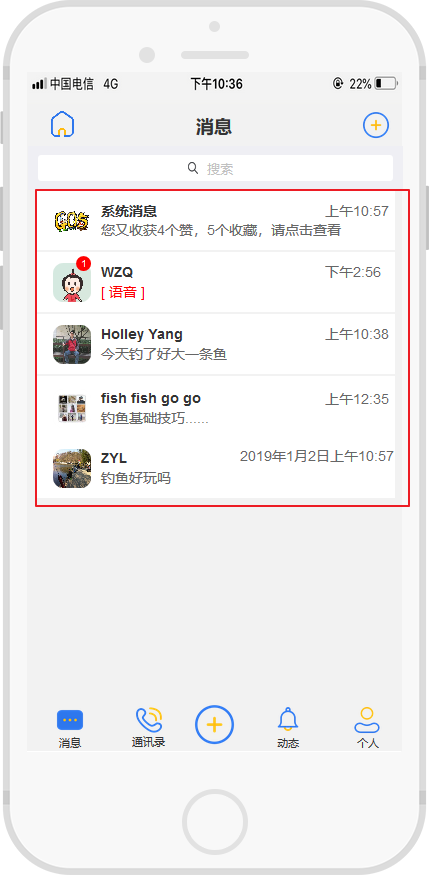 中国电信 4G 下午10:36 22%
消息
搜索
GO5
系统消息 上午10:57
您又收获4个赞，5个收藏，请点击查看
1
WZQ 下午2:56
[ 语音 ]
Holley Yang 上午10:38
今天钓了好大一条鱼
fish fish go go 上午12:35
钓鱼基础技巧......
ZYL 2019年1月2日上午10:57
钓鱼好玩吗
消息 通讯录 动态 个人